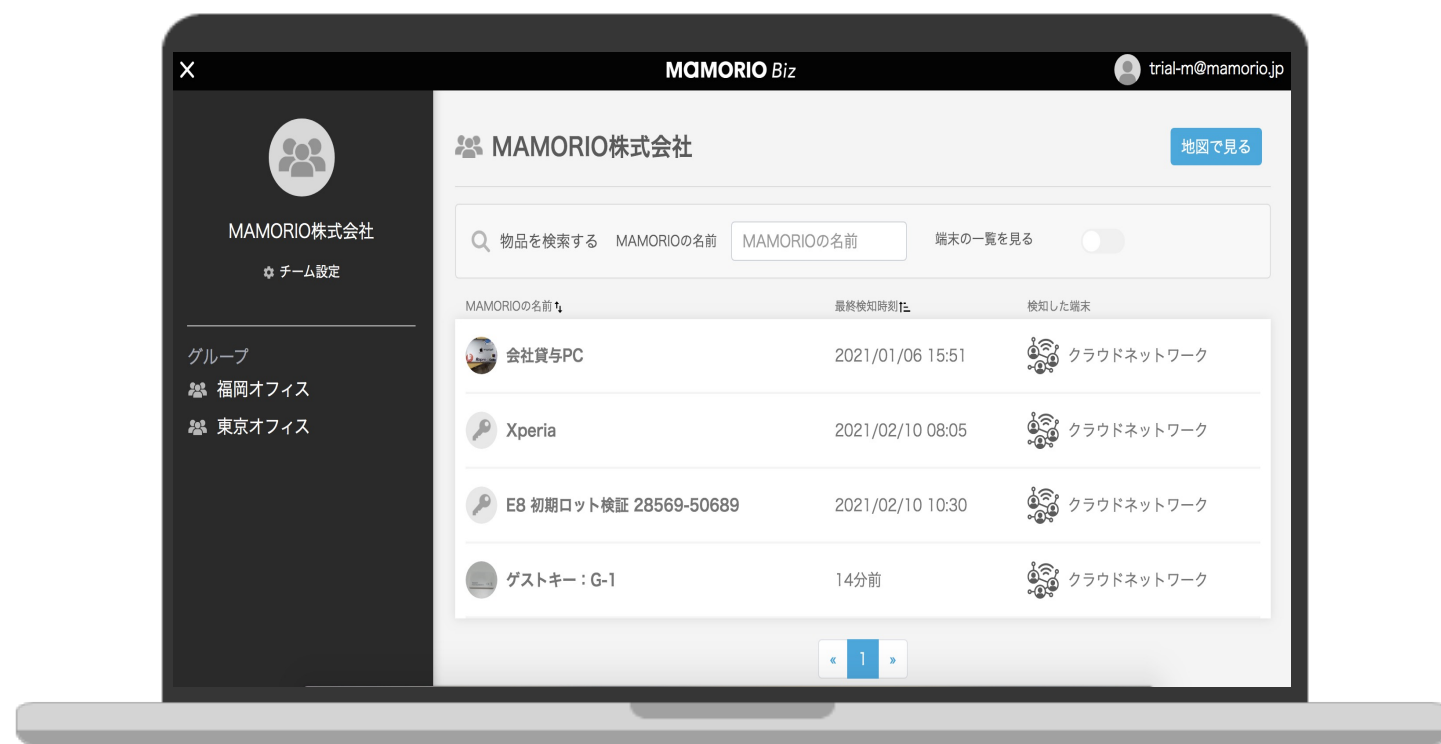 X
MAMORIO Biz
trial-m@mamorio.jp
MAMORIO株式会社
チーム設定
グループ
福岡オフィス
東京オフィス
MAMORIO株式会社
地図で見る
物品を検索する MAMORIOの名前 MAMORIOの名前 端末の一覧を見る
MAMORIOの名前 最終検知時刻 検知した端末
会社貸与PC 2021/01/06 15:51 クラウドネットワーク
Xperia 2021/02/10 08:05 クラウドネットワーク
E8 初期ロット検証 28569-50689 2021/02/10 10:30 クラウドネットワーク
ゲストキー：G-1 14分前 クラウドネットワーク
« 1 »